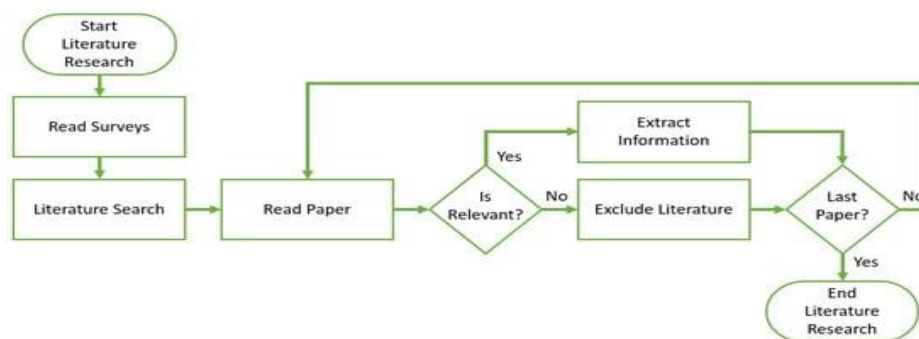 Start
Literature
Research
Read Surveys
Literature Search
Read Paper
Is
Relevant?
Yes
No
Extract
Information
Exclude Literature
Last
Paper?
No
Yes
End
Literature
Research